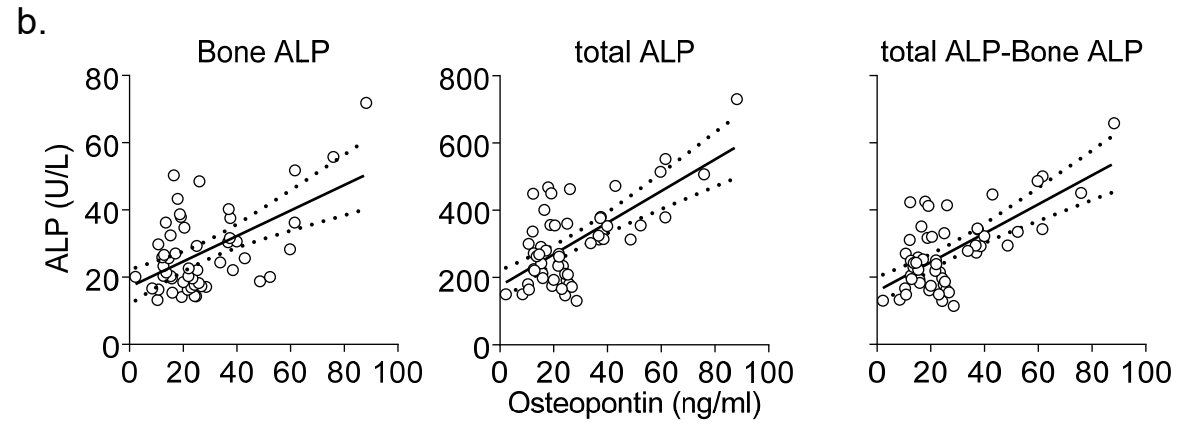 b.
Bone ALP
total ALP
total ALP-Bone ALP
ALP (U/L)
80
60
40
20
0
0 20 40 60 80 100
800
600
400
200
0
0 20 40 60 80 100
0 20 40 60 80 100
Osteopontin (ng/ml)